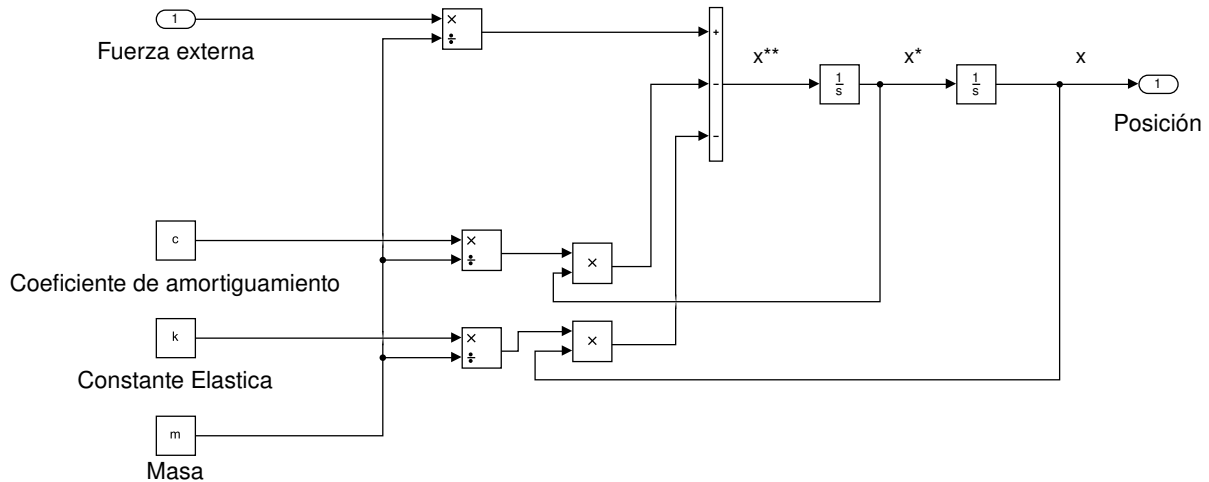 1
×
÷
Fuerza externa
+
x**
x*
x
−
1
s
1
s
1
Posición
−
c
×
÷
×
Coeficiente de amortiguamiento
k
×
÷
×
Constante Elastica
m
Masa